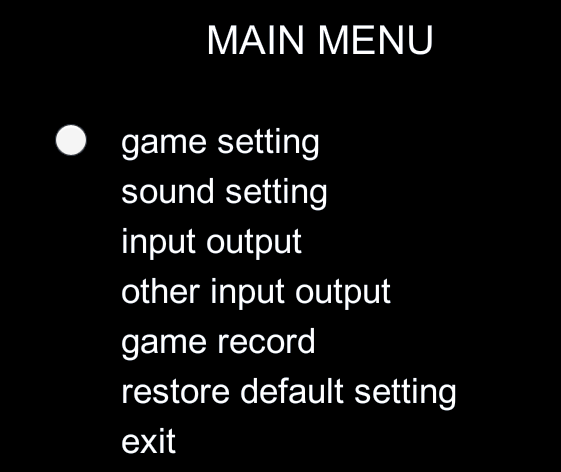 MAIN MENU
game setting
sound setting
input output
other input output
game record
restore default setting
exit